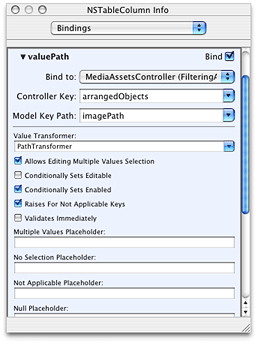 NSTableColumn Info
Bindings
valuePath Bind
Bind to: MediaAssetsController (FilteringA
Controller Key: arrangedObjects
Model Key Path: imagePath
Value Transformer:
PathTransformer
Allows Editing Multiple Values Selection
Conditionally Sets Editable
Conditionally Sets Enabled
Raises For Not Applicable Keys
Validates Immediately
Multiple Values Placeholder:
No Selection Placeholder:
Not Applicable Placeholder:
Null Placeholder: